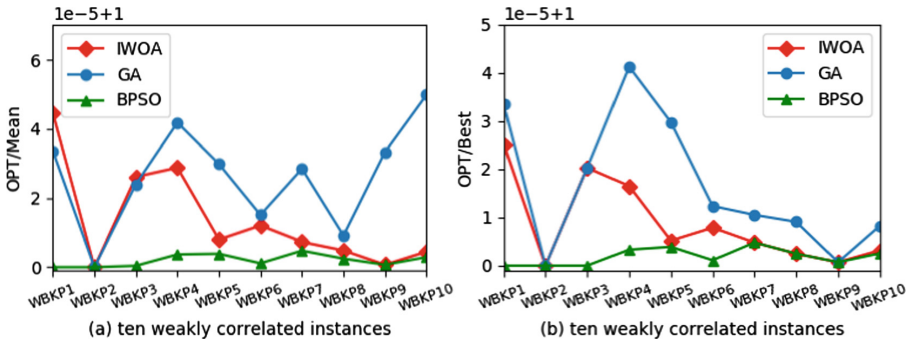 1e−5+1
6
4
2
0
OPT/Mean
IWOA
GA
BPSO
WBKP1 WBKP2 WBKP3 WBKP4 WBKP5 WBKP6 WBKP7 WBKP8 WBKP9 WBKP10
(a) ten weakly correlated instances
1e−5+1
5
4
3
2
1
0
OPT/Best
IWOA
GA
BPSO
WBKP1 WBKP2 WBKP3 WBKP4 WBKP5 WBKP6 WBKP7 WBKP8 WBKP9 WBKP10
(b) ten weakly correlated instances